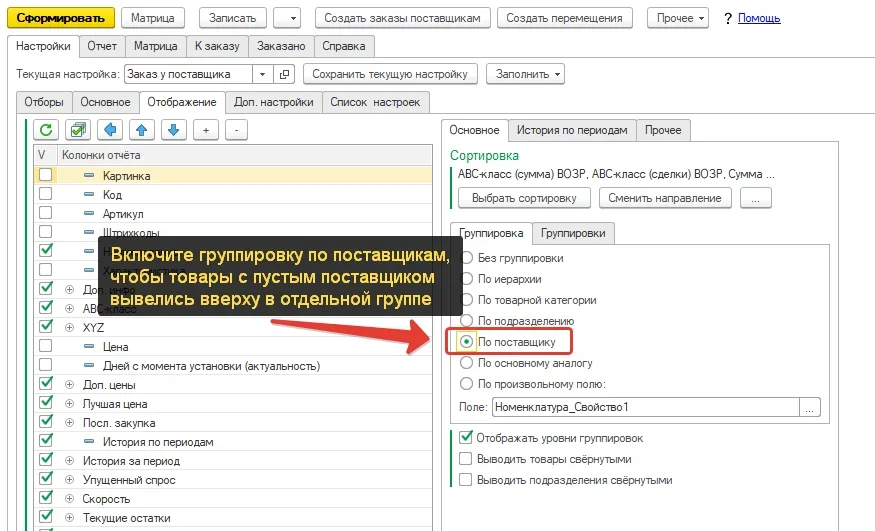 Сформировать Матрица Записать Создать заказы поставщикам Создать перемещения Прочее ? Помощь
Настройки Отчет Матрица К заказу Заказано Справка
Текущая настройка: Заказ у поставщика Сохранить текущую настройку Заполнить
Отборы Основное Отображение Доп. настройки Список настроек
+ -
V Колонки отчёта
Картинка
Код
Артикул
Штрихкоды
Включите группировку по поставщикам,
чтобы товары с пустым поставщиком
вывелись вверху в отдельной группе
Доп. инфо
ABC-класс
XYZ
Цена
Дней с момента установки (актуальность)
Доп. цены
Лучшая цена
Посл. закупка
История по периодам
История за период
Упущенный спрос
Скорость
Текущие остатки
Основное История по периодам Прочее
Сортировка
ABC-класс (сумма) ВОЗР, ABC-класс (сделки) ВОЗР, Сумма ...
Выбрать сортировку Сменить направление ...
Группировка Группировки
Без группировки
По иерархии
По товарной категории
По подразделению
По поставщику
По основному аналогу
По произвольному полю:
Поле: Номенклатура_Свойство1 ...
Отображать уровни группировок
Выводить товары свёрнутыми
Выводить подразделения свёрнутыми